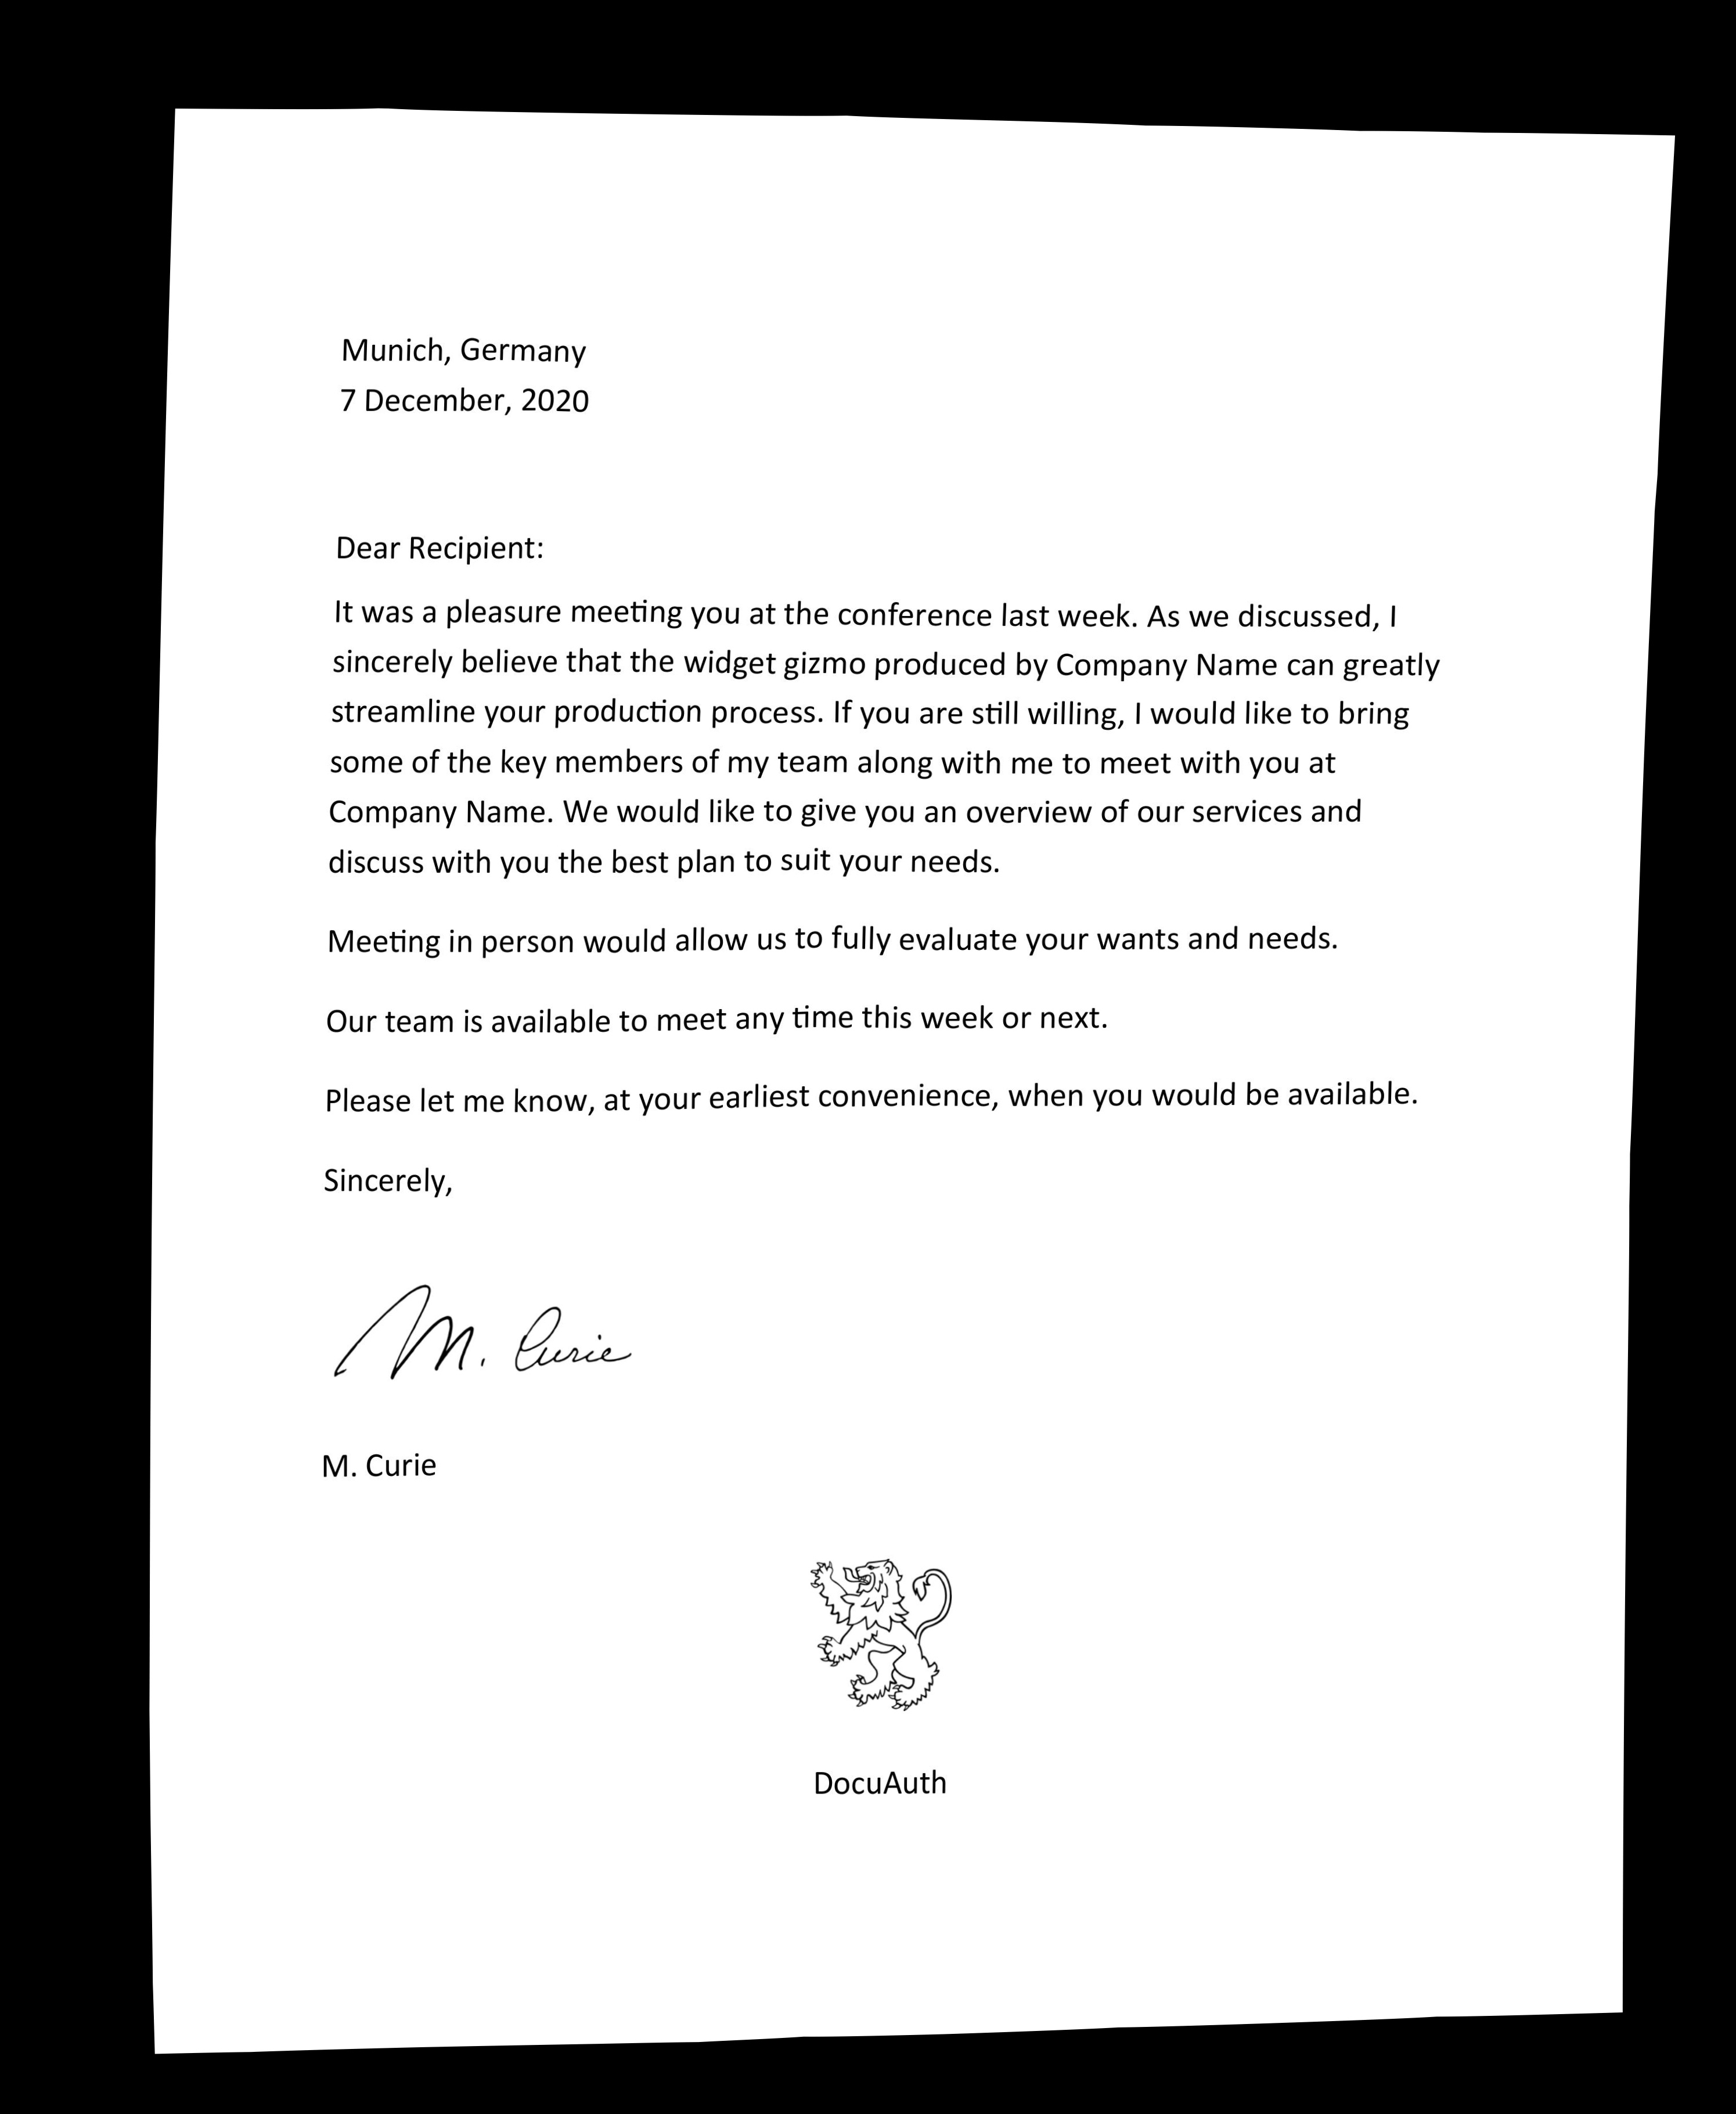 Munich, Germany
7 December, 2020
Dear Recipient:
It was a pleasure meeting you at the conference last week. As we discussed, I
sincerely believe that the widget gizmo produced by Company Name can greatly
streamline your production process. If you are still willing, I would like to bring
some of the key members of my team along with me to meet with you at
Company Name. We would like to give you an overview of our services and
discuss with you the best plan to suit your needs.
Meeting in person would allow us to fully evaluate your wants and needs.
Our team is available to meet any time this week or next.
Please let me know, at your earliest convenience, when you would be available.
Sincerely,
M. Curie
M. Curie
DocuAuth